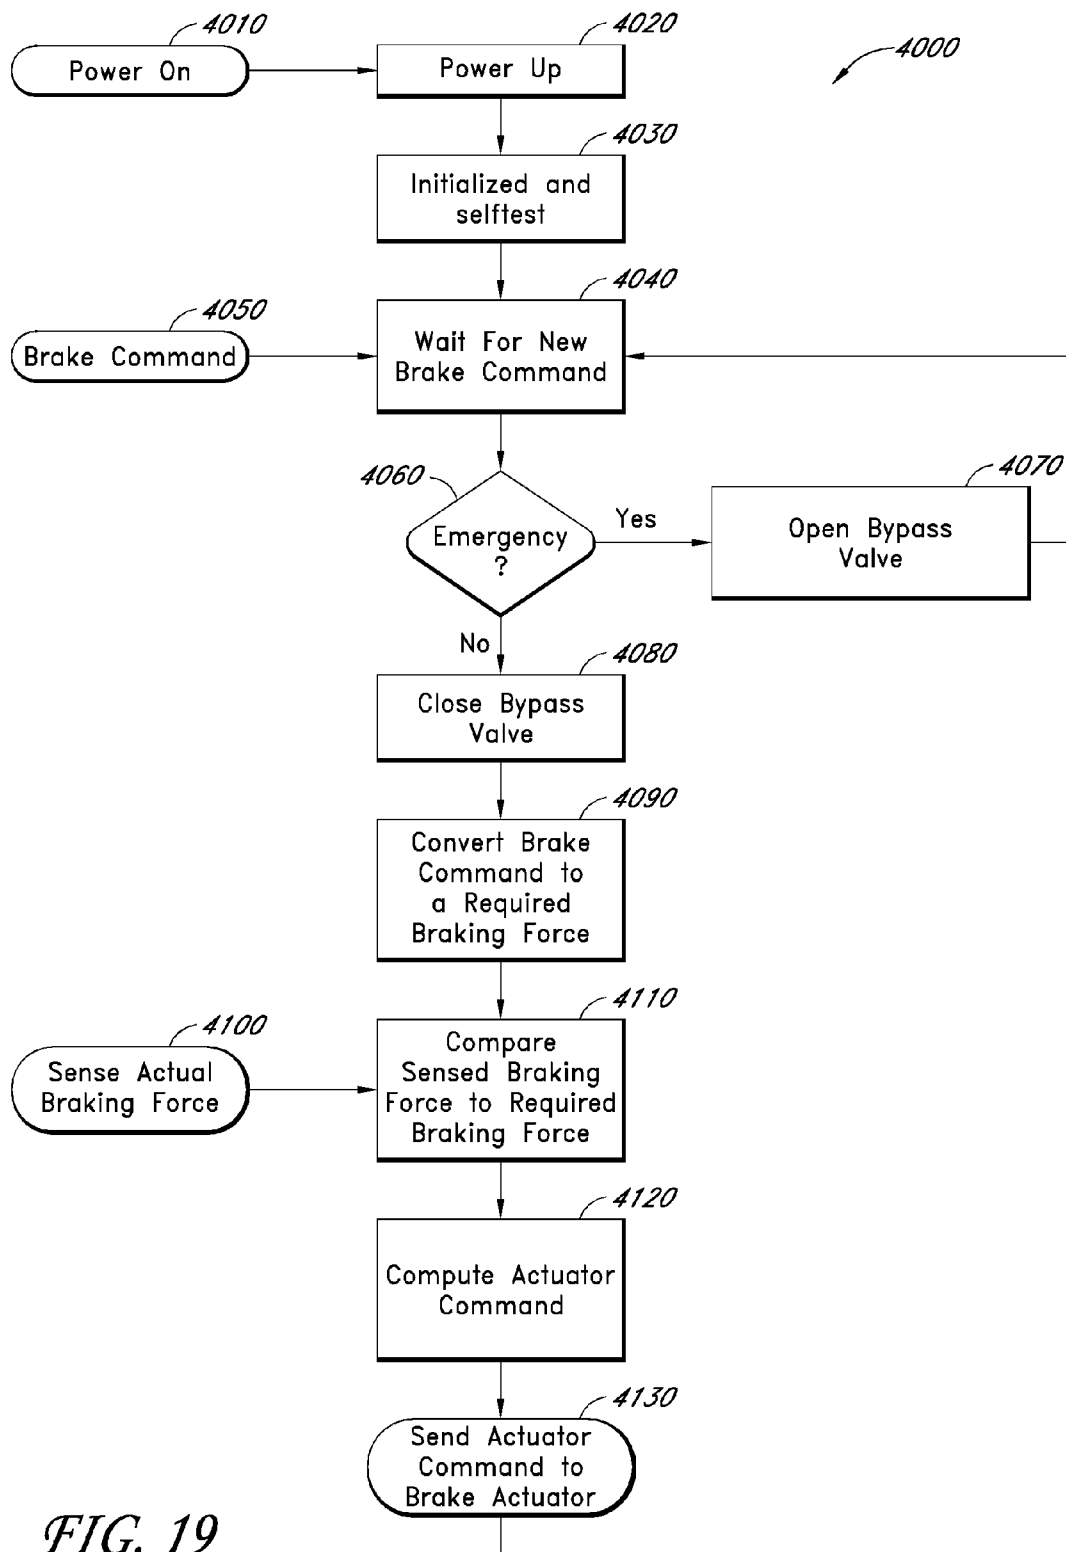 4010
Power On
4020
Power Up
4000
4030
Initialized and
selftest
4040
Wait For New
Brake Command
4050
Brake Command
4060
Emergency
?
Yes
4070
Open Bypass
Valve
No
4080
Close Bypass
Valve
4090
Convert Brake
Command to
a Required
Braking Force
4100
Sense Actual
Braking Force
4110
Compare
Sensed Braking
Force to Required
Braking Force
4120
Compute Actuator
Command
4130
Send Actuator
Command to
Brake Actuator
FIG. 19